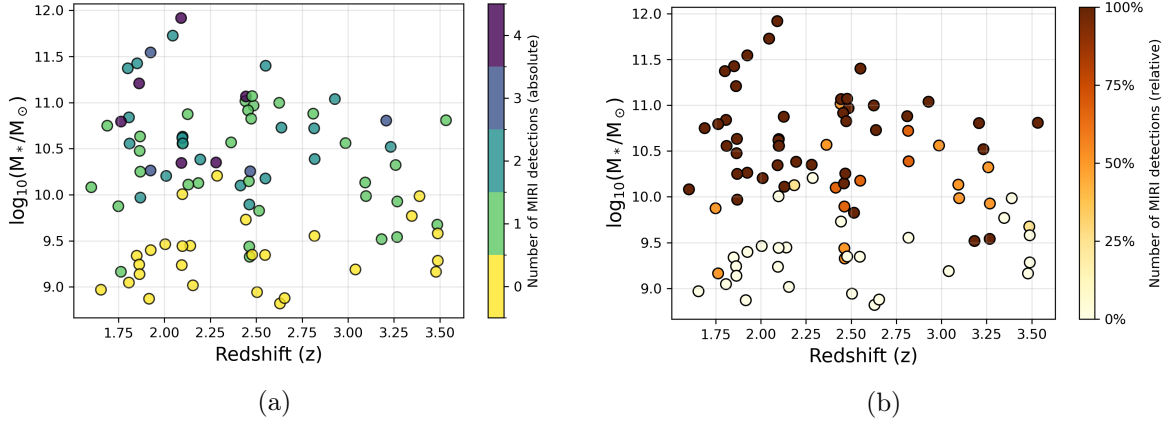 12.0
11.5
11.0
10.5
10.0
9.5
9.0
log₁₀(M*/M⊙)
1.75 2.00 2.25 2.50 2.75 3.00 3.25 3.50
Redshift (z)
4
3
2
1
0
Number of MIRI detections (absolute)
(a)
12.0
11.5
11.0
10.5
10.0
9.5
9.0
log₁₀(M*/M⊙)
1.75 2.00 2.25 2.50 2.75 3.00 3.25 3.50
Redshift (z)
100%
75%
50%
25%
0%
Number of MIRI detections (relative)
(b)